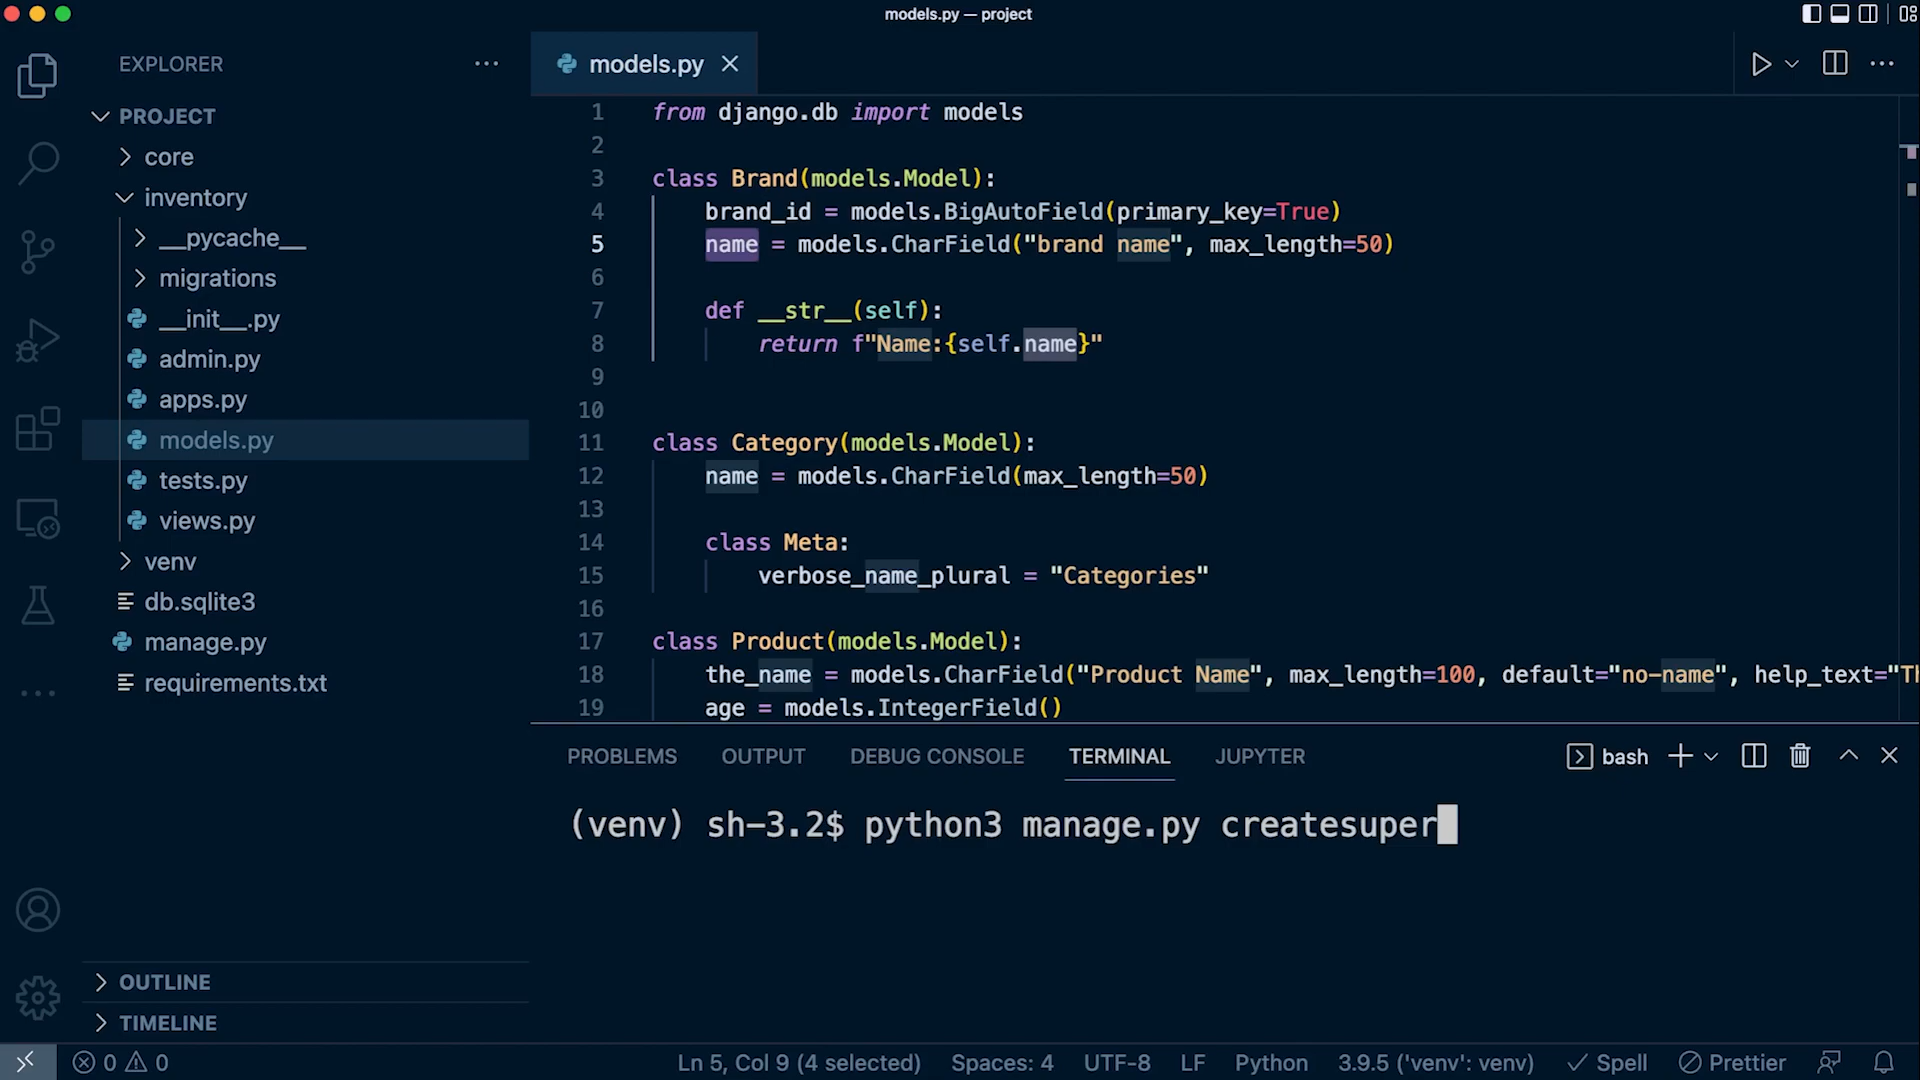 models.py — project
EXPLORER
PROJECT
core
inventory
__pycache__
migrations
__init__.py
admin.py
apps.py
models.py
tests.py
views.py
venv
db.sqlite3
manage.py
requirements.txt
OUTLINE
TIMELINE
models.py
1 from django.db import models
2
3 class Brand(models.Model):
4 brand_id = models.BigAutoField(primary_key=True)
5 name = models.CharField("brand name", max_length=50)
6
7 def __str__(self):
8 return f"Name:{self.name}"
9
10
11 class Category(models.Model):
12 name = models.CharField(max_length=50)
13
14 class Meta:
15 verbose_name_plural = "Categories"
16
17 class Product(models.Model):
18 the_name = models.CharField("Product Name", max_length=100, default="no-name", help_text="Th
19 age = models.IntegerField()
PROBLEMS OUTPUT DEBUG CONSOLE TERMINAL JUPYTER bash
(venv) sh-3.2$ python3 manage.py createsuper
0 0 Ln 5, Col 9 (4 selected) Spaces: 4 UTF-8 LF Python 3.9.5 ('venv': venv) Spell Prettier